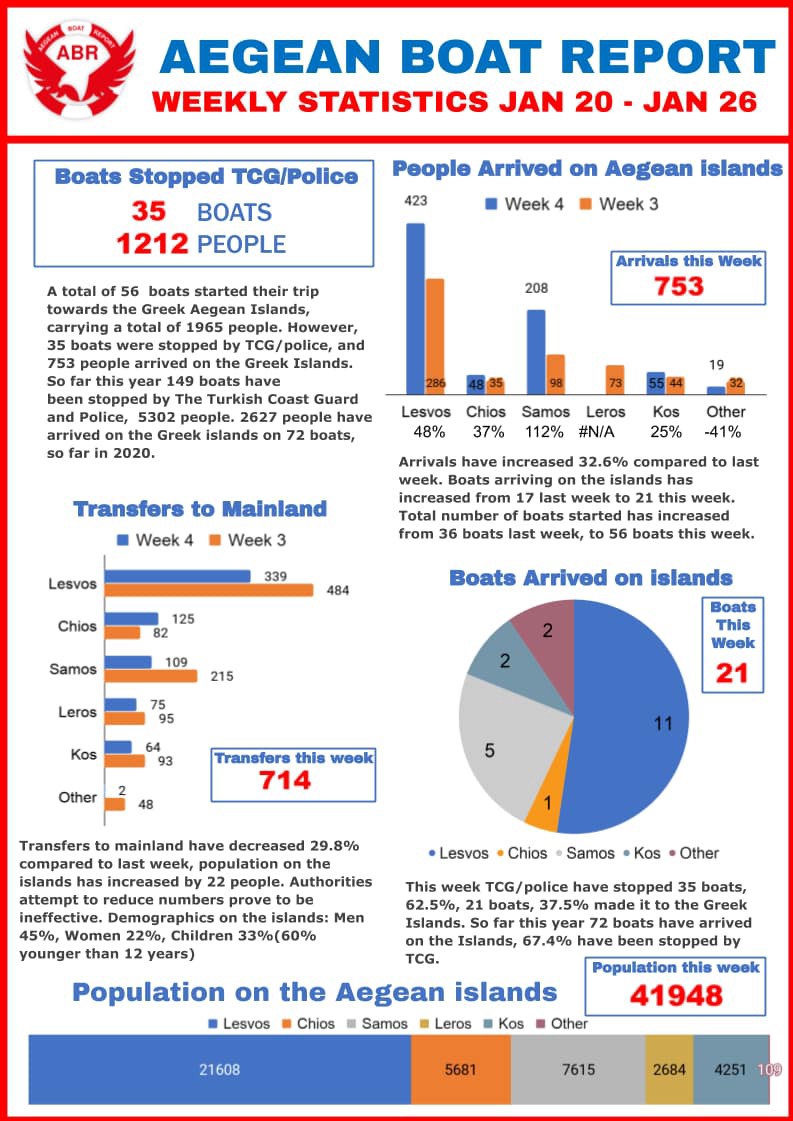 AEGEAN BOAT REPORT
ABR
AEGEAN BOAT REPORT
WEEKLY STATISTICS JAN 20 - JAN 26
Boats Stopped TCG/Police
35 BOATS
1212 PEOPLE
A total of 56 boats started their trip
towards the Greek Aegean Islands,
carrying a total of 1965 people. However,
35 boats were stopped by TCG/police, and
753 people arrived on the Greek Islands.
So far this year 149 boats have
been stopped by The Turkish Coast Guard
and Police, 5302 people. 2627 people have
arrived on the Greek islands on 72 boats,
so far in 2020.
People Arrived on Aegean islands
Week 4 Week 3
Arrivals this Week
753
423 286 48 35 208 98 73 55 44 19 32
Lesvos Chios Samos Leros Kos Other
48% 37% 112% #N/A 25% -41%
Arrivals have increased 32.6% compared to last
week. Boats arriving on the islands has
increased from 17 last week to 21 this week.
Total number of boats started has increased
from 36 boats last week, to 56 boats this week.
Transfers to Mainland
Week 4 Week 3
Lesvos 339 484
Chios 125 82
Samos 109 215
Leros 75 95
Kos 64 93
Other 2 48
Transfers this week
714
Transfers to mainland have decreased 29.8%
compared to last week, population on the
islands has increased by 22 people. Authorities
attempt to reduce numbers prove to be
ineffective. Demographics on the islands: Men
45%, Women 22%, Children 33%(60%
younger than 12 years)
Boats Arrived on islands
Boats
This
Week
21
11
1
5
2
2
Lesvos Chios Samos Kos Other
This week TCG/police have stopped 35 boats,
62.5%, 21 boats, 37.5% made it to the Greek
Islands. So far this year 72 boats have arrived
on the Islands, 67.4% have been stopped by
TCG.
Population this week
41948
Population on the Aegean islands
Lesvos Chios Samos Leros Kos Other
21608 5681 7615 2684 4251 109